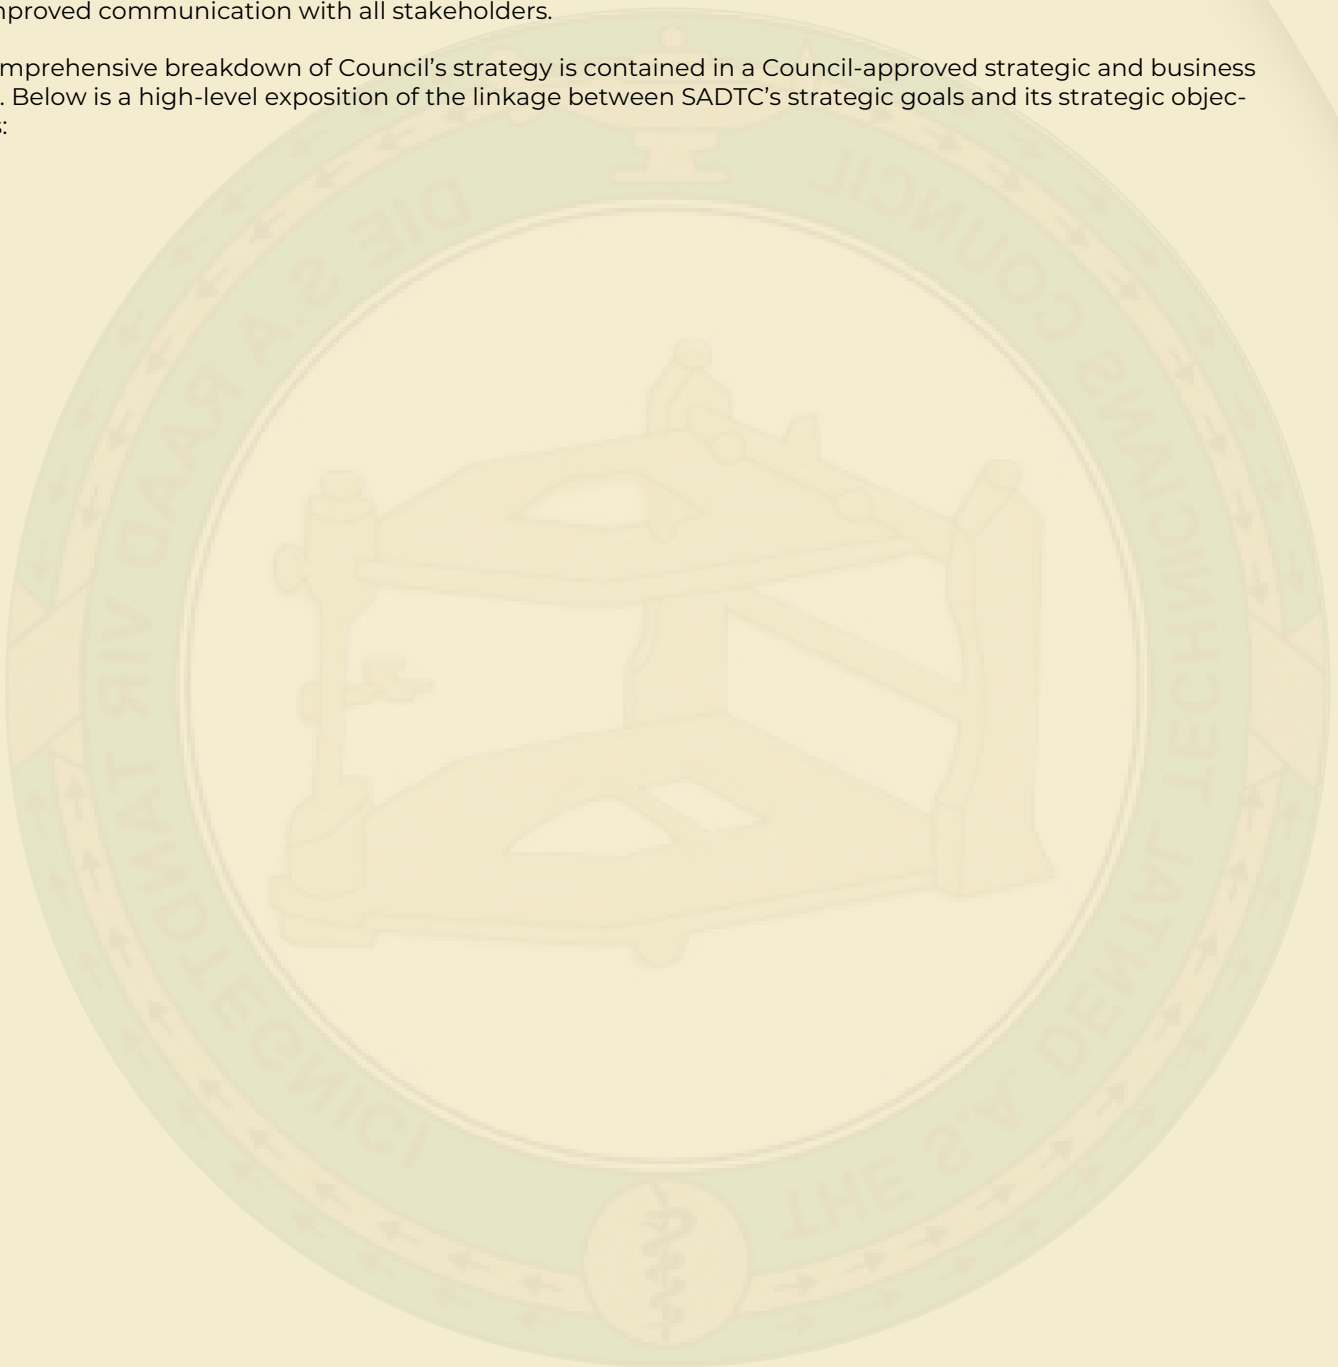 nproved communication with all stakeholders.
mprehensive breakdown of Council's strategy is contained in a Council-approved strategic and business
. Below is a high-level exposition of the linkage between SADTC's strategic goals and its strategic objec-
s:
DIE S.A. RAAD VIR TANDTEGNICI
THE S.A. DENTAL TECHNICIANS COUNCIL